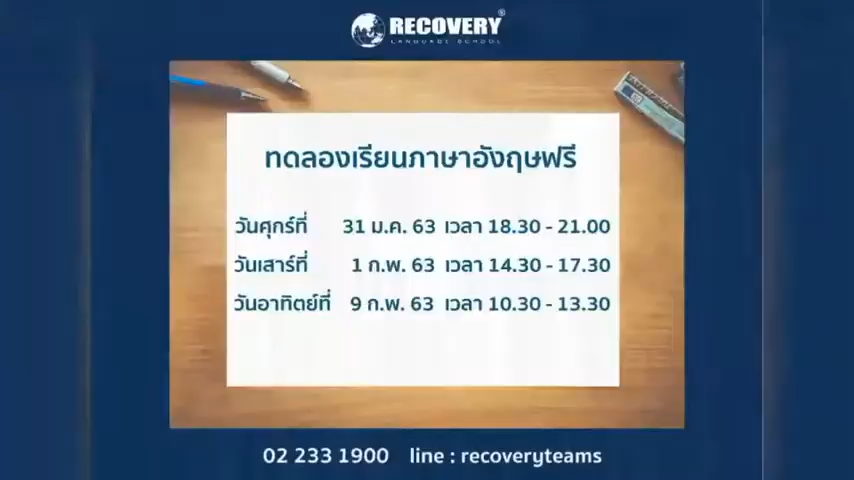 RECOVERY®
LANGUAGE SCHOOL
ทดลองเรียนภาษาอังกฤษฟรี
วันศุกร์ที่ 31 ม.ค. 63 เวลา 18.30 - 21.00
วันเสาร์ที่ 1 ก.พ. 63 เวลา 14.30 - 17.30
วันอาทิตย์ที่ 9 ก.พ. 63 เวลา 10.30 - 13.30
02 233 1900 line : recoveryteams